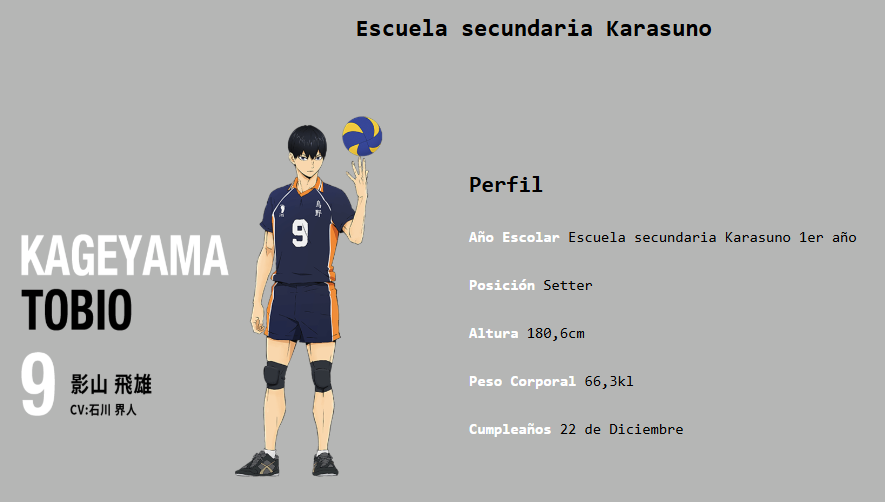 Escuela secundaria Karasuno
KAGEYAMA
TOBIO
9
影山 飛雄
CV:石川 界人
烏野
9
Perfil
Año Escolar Escuela secundaria Karasuno 1er año
Posición Setter
Altura 180,6cm
Peso Corporal 66,3kl
Cumpleaños 22 de Diciembre